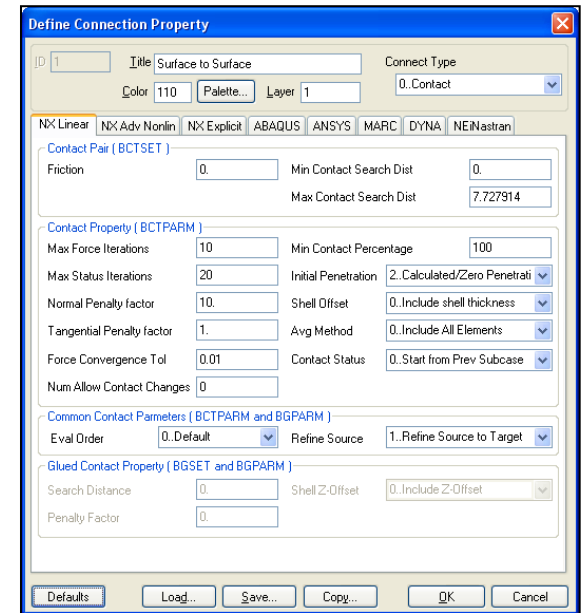 Define Connection Property
ID 1 Title Surface to Surface Connect Type
Color 110 Palette... Layer 1 0..Contact
NX Linear NX Adv Nonlin NX Explicit ABAQUS ANSYS MARC DYNA NEiNastran
Contact Pair ( BCTSET )
Friction 0. Min Contact Search Dist 0.
Max Contact Search Dist 7.727914
Contact Property ( BCTPARM )
Max Force Iterations 10 Min Contact Percentage 100
Max Status Iterations 20 Initial Penetration 2..Calculated/Zero Penetrati
Normal Penalty factor 10. Shell Offset 0..Include shell thickness
Tangential Penalty factor 1. Avg Method 0..Include All Elements
Force Convergence Tol 0.01 Contact Status 0..Start from Prev Subcase
Num Allow Contact Changes 0
Common Contact Parmeters ( BCTPARM and BGPARM )
Eval Order 0..Default Refine Source 1..Refine Source to Target
Glued Contact Property ( BGSET and BGPARM )
Search Distance 0. Shell Z-Offset 0..Include Z-Offset
Penalty Factor 0.
Defaults Load... Save... Copy... OK Cancel